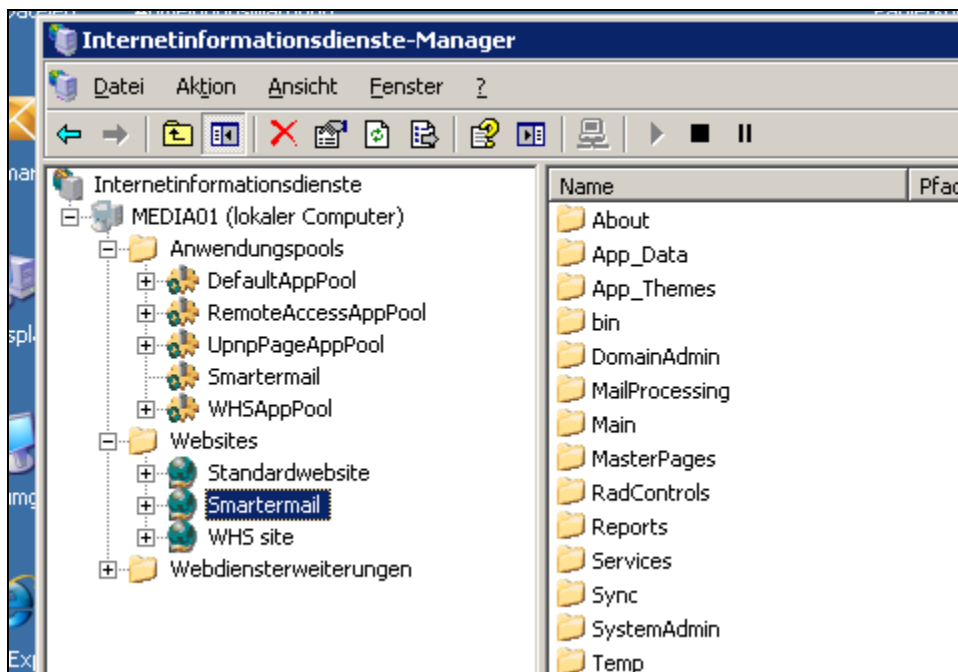 Internetinformationsdienste-Manager
Datei Aktion Ansicht Fenster ?
Internetinformationsdienste
MEDIA01 (lokaler Computer)
Anwendungspools
DefaultAppPool
RemoteAccessAppPool
UpnpPageAppPool
Smartermail
WHSAppPool
Websites
Standardwebsite
Smartermail
WHS site
Webdiensterweiterungen
Name Pfad
About
App_Data
App_Themes
bin
DomainAdmin
MailProcessing
Main
MasterPages
RadControls
Reports
Services
Sync
SystemAdmin
Temp